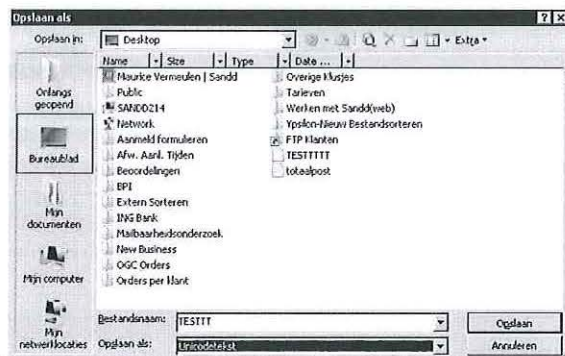 Opslaan als
Opslaan in: Desktop Extra
Name Size Type Date ...
Maurice Vermeulen | Sandd
Public
SANDD214
Network
Aanmeld formulieren
Afw. Aanl. Tijden
Beoordelingen
BPI
Extern Sorteren
ING Bank
Mailbaarheidsonderzoek
New Business
OGC Orders
Orders per klant
Overige klusjes
Tarieven
Werken met Sandd(web)
Ypsilon-Nieuw Bestandsorteren
FTP Klanten
TESTTTTT
totaalpost
Onlangs
geopend
Bureaublad
Mijn
documenten
Mijn computer
Mijn
netwerklocaties
Bestandsnaam: TESTTT Opslaan
Opslaan als: Unicodetekst Annuleren